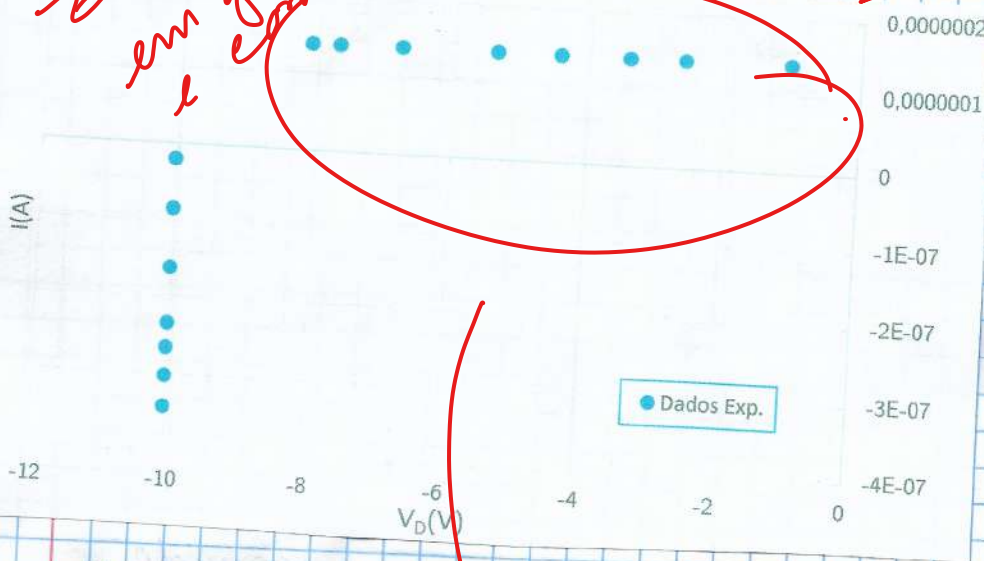 em
e
0,0000002
0,0000001
0
-1E-07
-2E-07
-3E-07
-4E-07
I(A)
Dados Exp.
-12
-10
-8
-6
-4
-2
0
V_D(V)